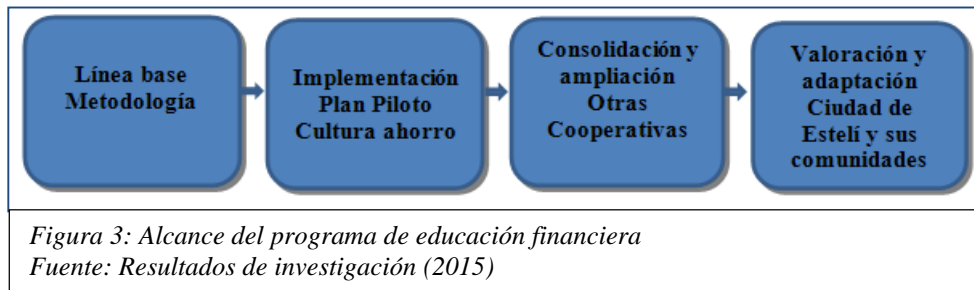 Línea base
Metodología
Implementación
Plan Piloto
Cultura ahorro
Consolidación y
ampliación
Otras
Cooperativas
Valoración y
adaptación
Ciudad de
Estelí y sus
comunidades
Figura 3: Alcance del programa de educación financiera
Fuente: Resultados de investigación (2015)